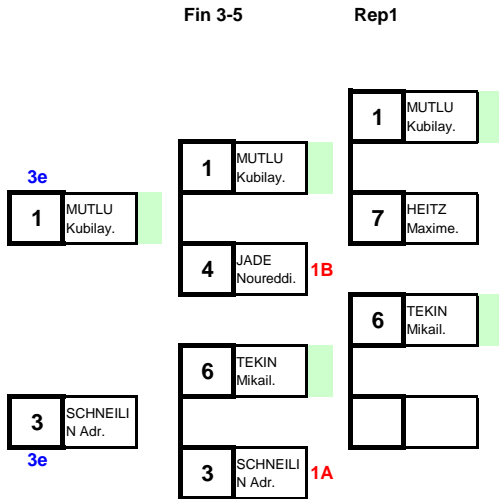 Fin 3-5 Rep1
1 MUTLU
Kubilay.
1 MUTLU
Kubilay.
3e
1 MUTLU
Kubilay.
7 HEITZ
Maxime.
4 JADE
Noureddi.
1B
6 TEKIN
Mikail.
6 TEKIN
Mikail.
3 SCHNEILI
N Adr.
3e
3 SCHNEILI
N Adr.
1A